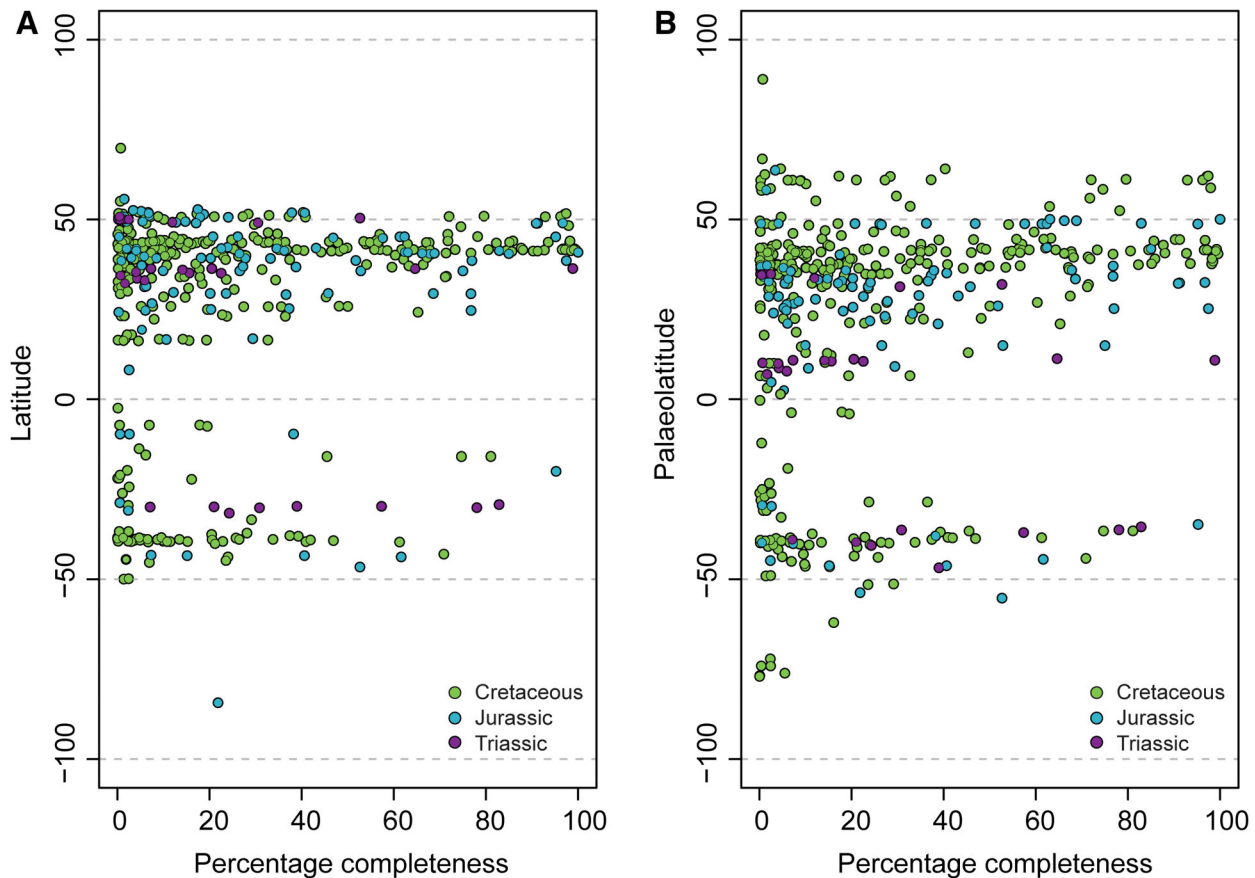 A
Latitude
100
50
0
−50
−100
0 20 40 60 80 100
Percentage completeness
Cretaceous
Jurassic
Triassic
B
Palaeolatitude
100
50
0
−50
−100
0 20 40 60 80 100
Percentage completeness
Cretaceous
Jurassic
Triassic